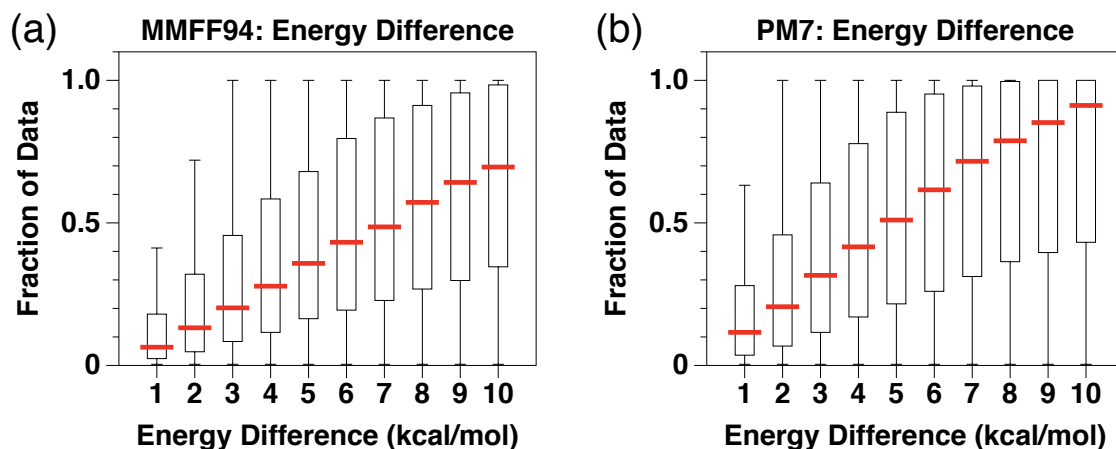 (a) MMFF94: Energy Difference
1.0
0.5
0
Fraction of Data
1 2 3 4 5 6 7 8 9 10
Energy Difference (kcal/mol)
(b) PM7: Energy Difference
1.0
0.5
0
Fraction of Data
1 2 3 4 5 6 7 8 9 10
Energy Difference (kcal/mol)